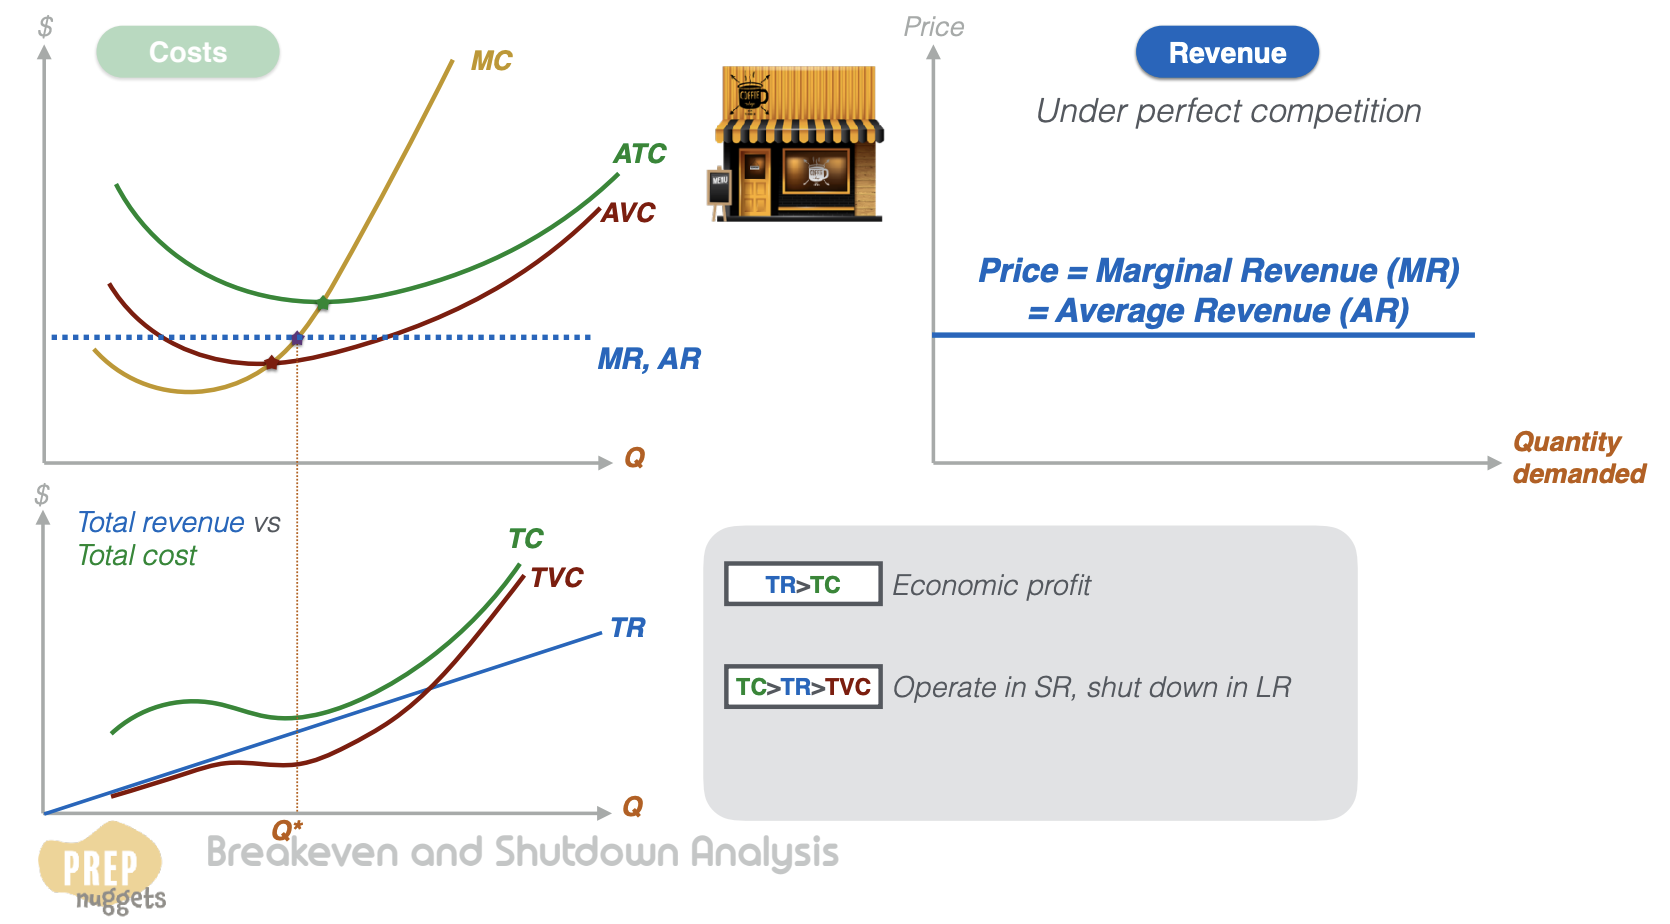 $
Costs
MC
ATC
AVC
MR, AR
Q
COFFEE
MENU
Price
Revenue
Under perfect competition
Price = Marginal Revenue (MR)
= Average Revenue (AR)
Quantity
demanded
$
Total revenue vs
Total cost
TC
TVC
TR
Q
Q*
TR>TC Economic profit
TC>TR>TVC Operate in SR, shut down in LR
PREP
nuggets
Breakeven and Shutdown Analysis